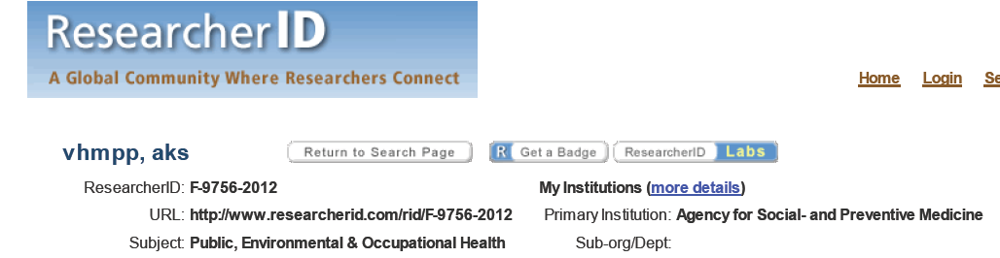 ResearcherID
A Global Community Where Researchers Connect
Home Login Se
vhmpp, aks Return to Search Page R Get a Badge ResearcherID Labs
ResearcherID: F-9756-2012 My Institutions (more details)
URL: http://www.researcherid.com/rid/F-9756-2012 Primary Institution: Agency for Social- and Preventive Medicine
Subject: Public, Environmental & Occupational Health Sub-org/Dept: